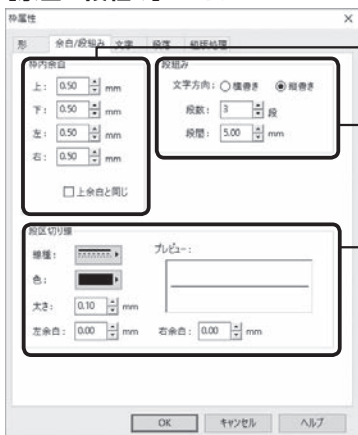 枠属性
形 余白/段組み 文字 段落 組版処理
枠内余白
上: 0.50 mm
下: 0.50 mm
左: 0.50 mm
右: 0.50 mm
上余白と同じ
段組み
文字方向: 横書き 縦書き
段数: 3 段
段間: 5.00 mm
段区切り線
線種:
色:
太さ: 0.10 mm
左余白: 0.00 mm 右余白: 0.00 mm
プレビュー:
OK キャンセル ヘルプ